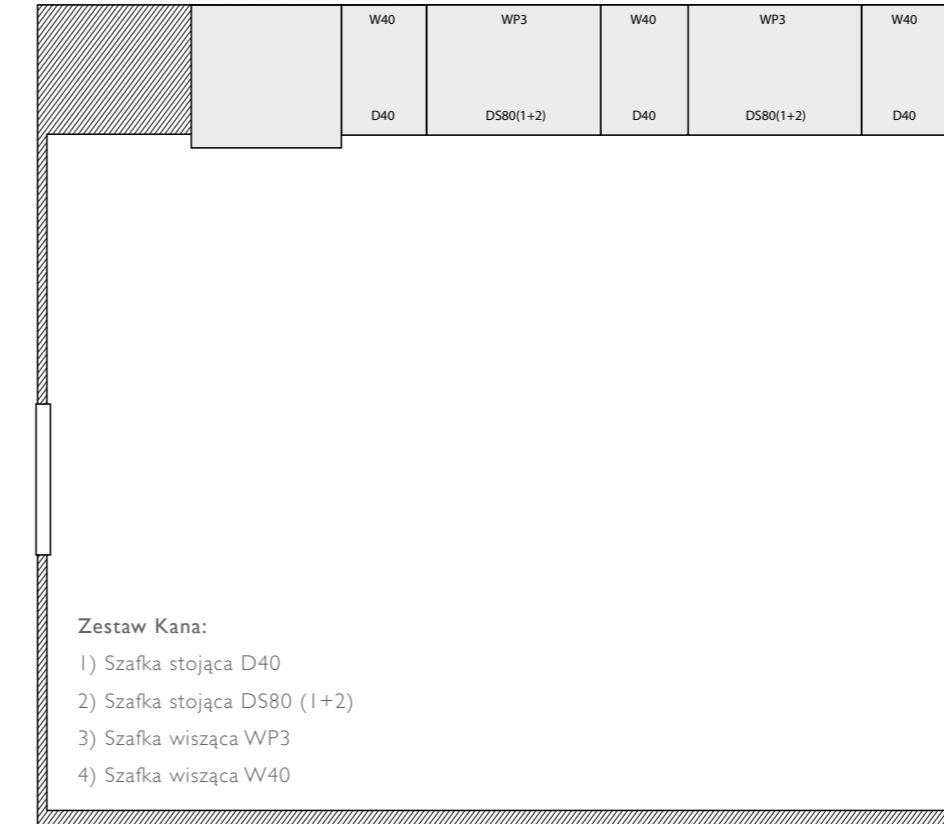 W40 WP3 W40 WP3 W40
D40 DS80(1+2) D40 DS80(1+2) D40
Zestaw Kana:
1) Szafka stojąca D40
2) Szafka stojąca DS80 (1+2)
3) Szafka wisząca WP3
4) Szafka wisząca W40